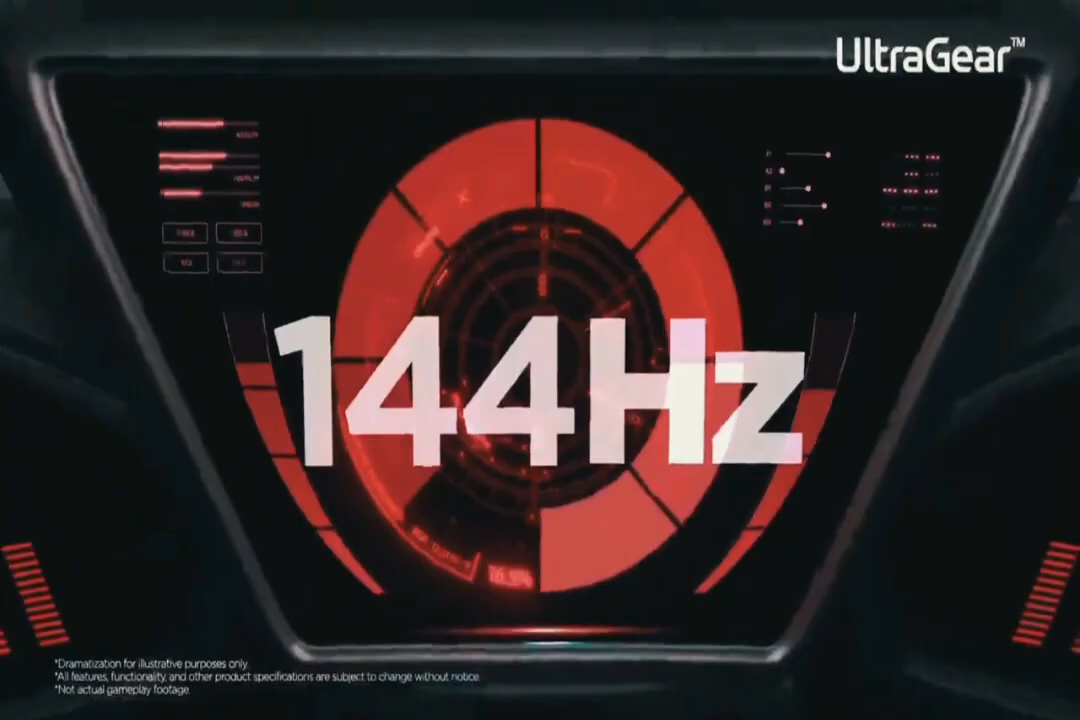 UltraGear™
144Hz
*Dramatization for illustrative purposes only.
*All features, functionality, and other product specifications are subject to change without notice.
*Not actual gameplay footage.